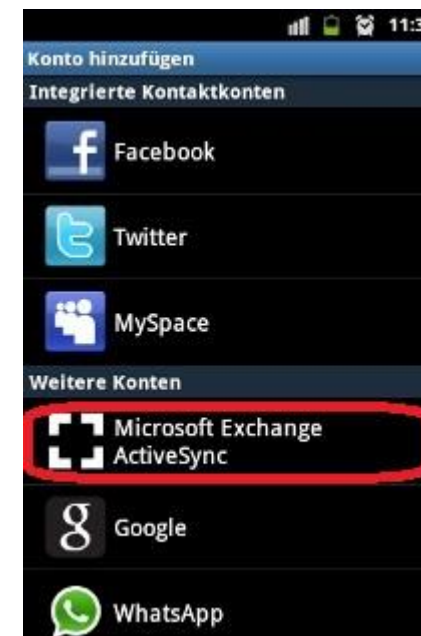 11:3
Konto hinzufügen
Integrierte Kontaktkonten
Facebook
Twitter
MySpace
Weitere Konten
Microsoft Exchange
ActiveSync
Google
WhatsApp